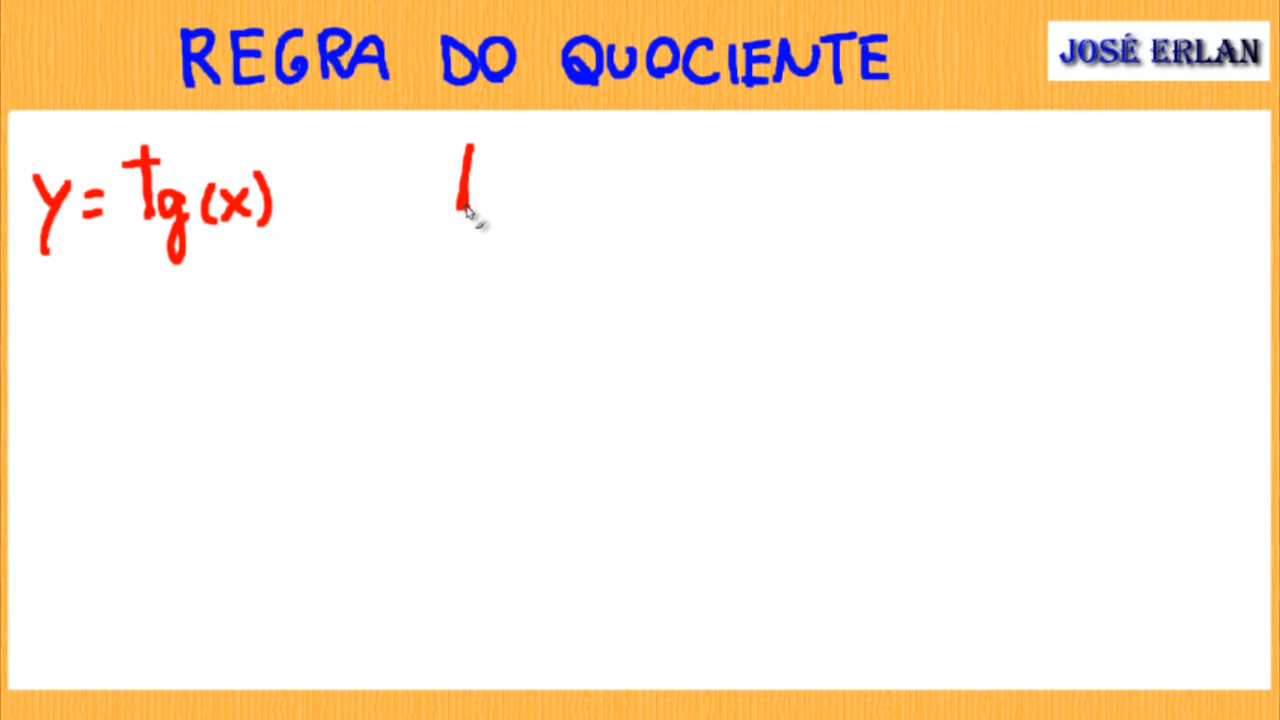 REGRA DO QUOCIENTE
JOSÉ ERLAN
y = tg(x)